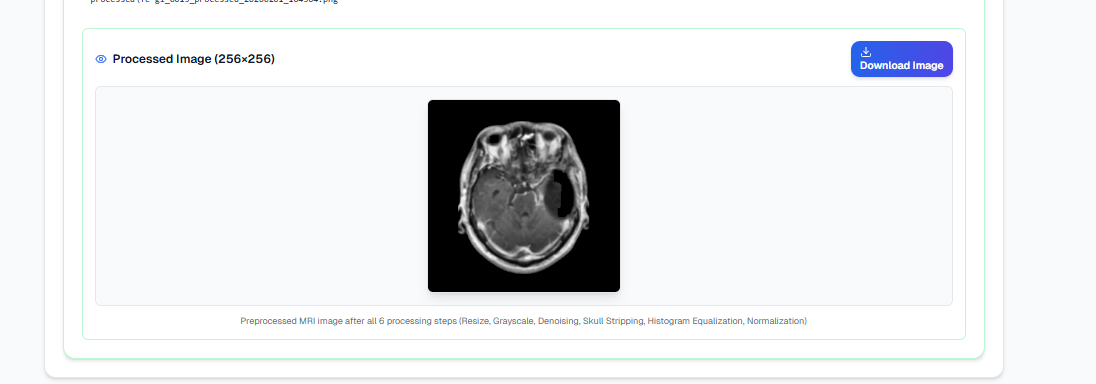 Processed Image (256×256)
Download Image
Preprocessed MRI image after all 6 processing steps (Resize, Grayscale, Denoising, Skull Stripping, Histogram Equalization, Normalization)